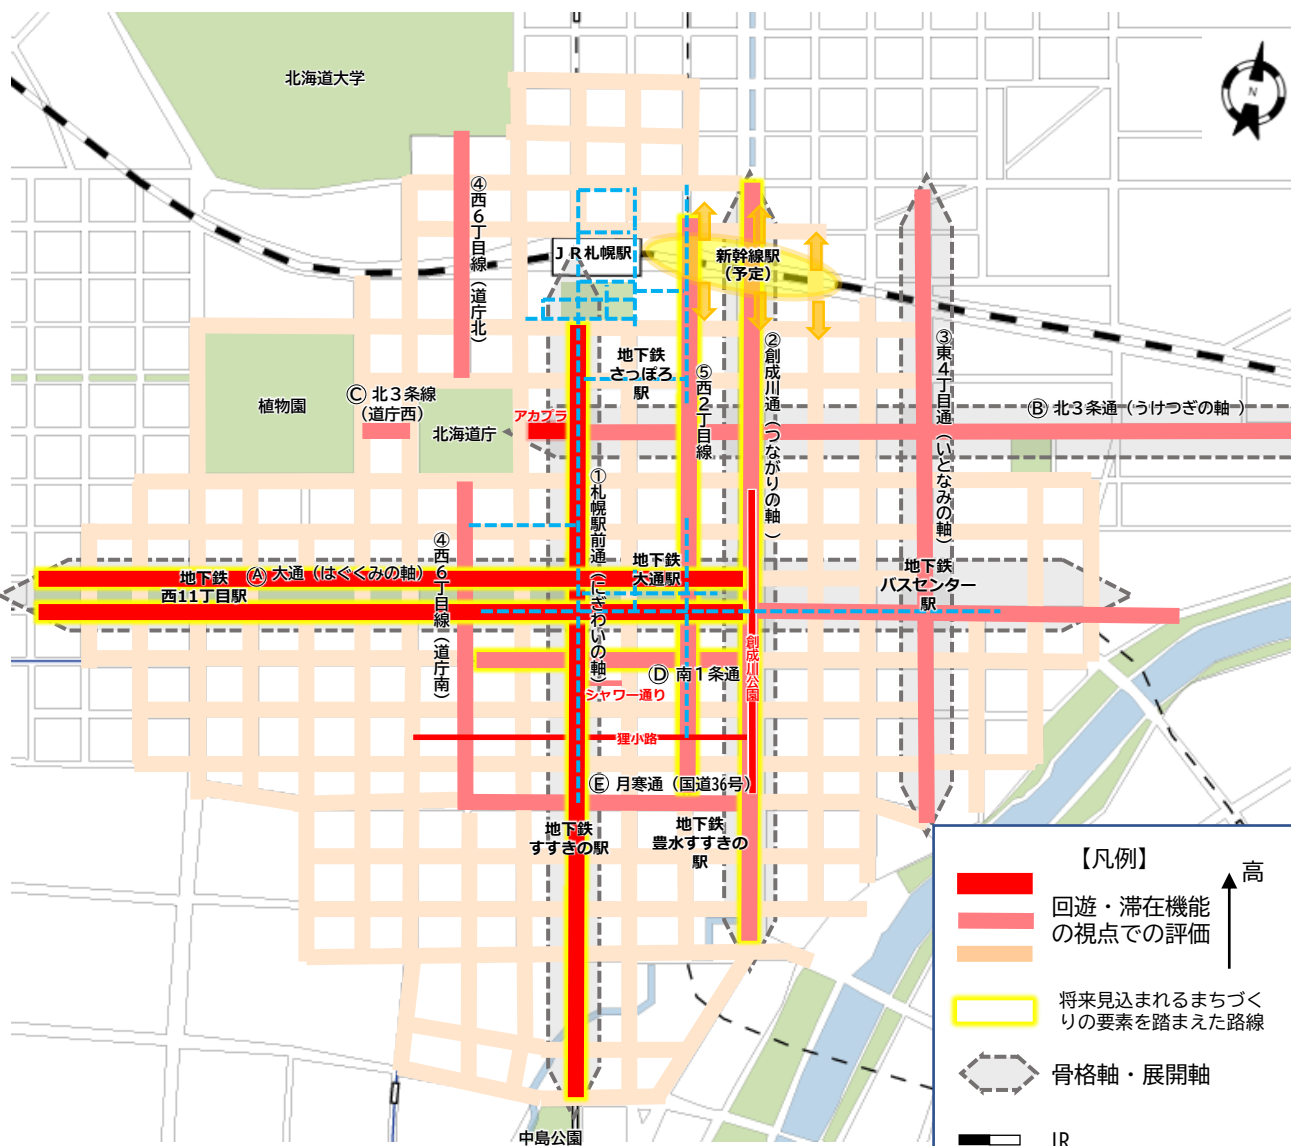 北海道大学
N
④西６丁目線（道庁北）
ＪＲ札幌駅
新幹線駅
（予定）
地下鉄
さっぽろ
駅
⑤西２丁目線
②創成川通（つながりの軸　）
③東４丁目通（いとなみの軸）
植物園
Ⓒ 北３条線
（道庁西）
北海道庁
アカプラ
Ⓑ 北３条通（うけつぎの軸 ）
①札幌駅前通（にぎわいの軸）
④西６丁目線（道庁南）
Ⓐ 大通（はぐくみの軸）
地下鉄
西11丁目駅
地下鉄
大通駅
地下鉄
バスセンター
駅
創成川公園
Ⓓ 南１条通
シャワー通り
狸小路
Ⓔ 月寒通（国道36号）
地下鉄
すすきの駅
地下鉄
豊水すすきの
駅
中島公園
【凡例】
高
回遊・滞在機能
の視点での評価
将来見込まれるまちづく
りの要素を踏まえた路線
骨格軸・展開軸
JR